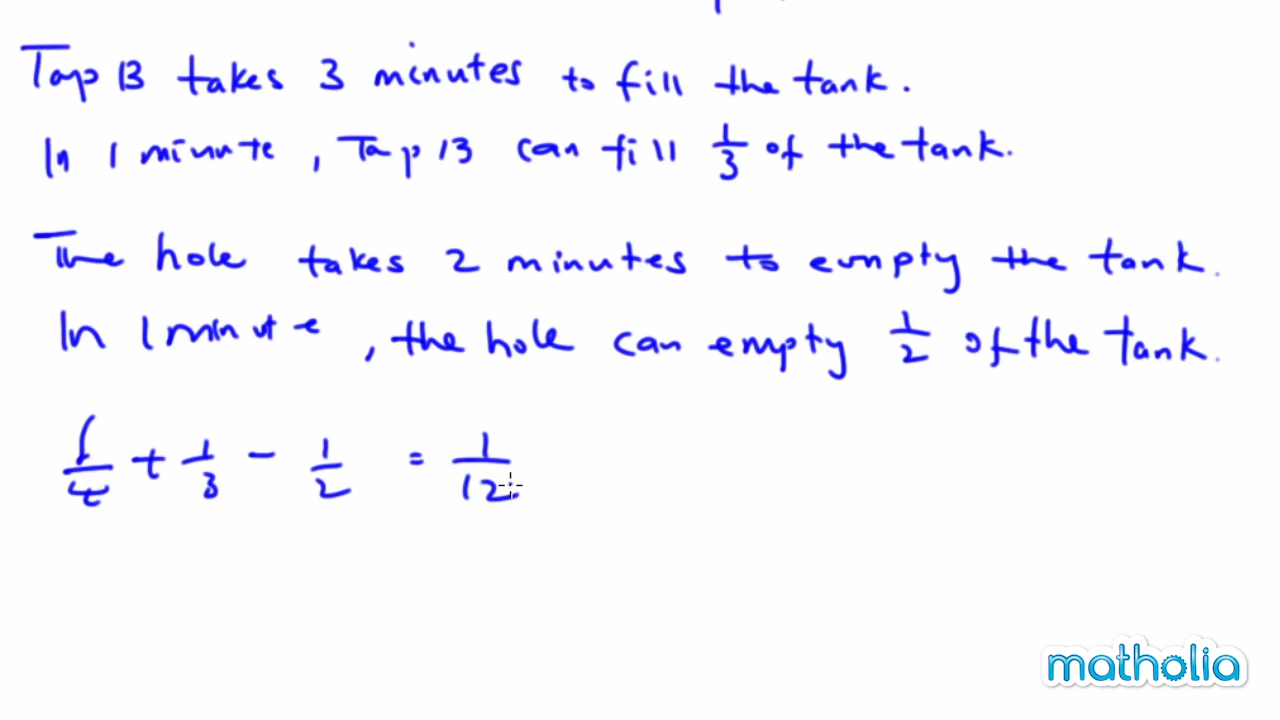 Tap B takes 3 minutes to fill the tank.
In 1 minute, Tap B can fill 1/3 of the tank.
The hole takes 2 minutes to empty the tank.
In 1 minute, the hole can empty 1/2 of the tank.
1/4 + 1/3 - 1/2 = 1/12
matholia